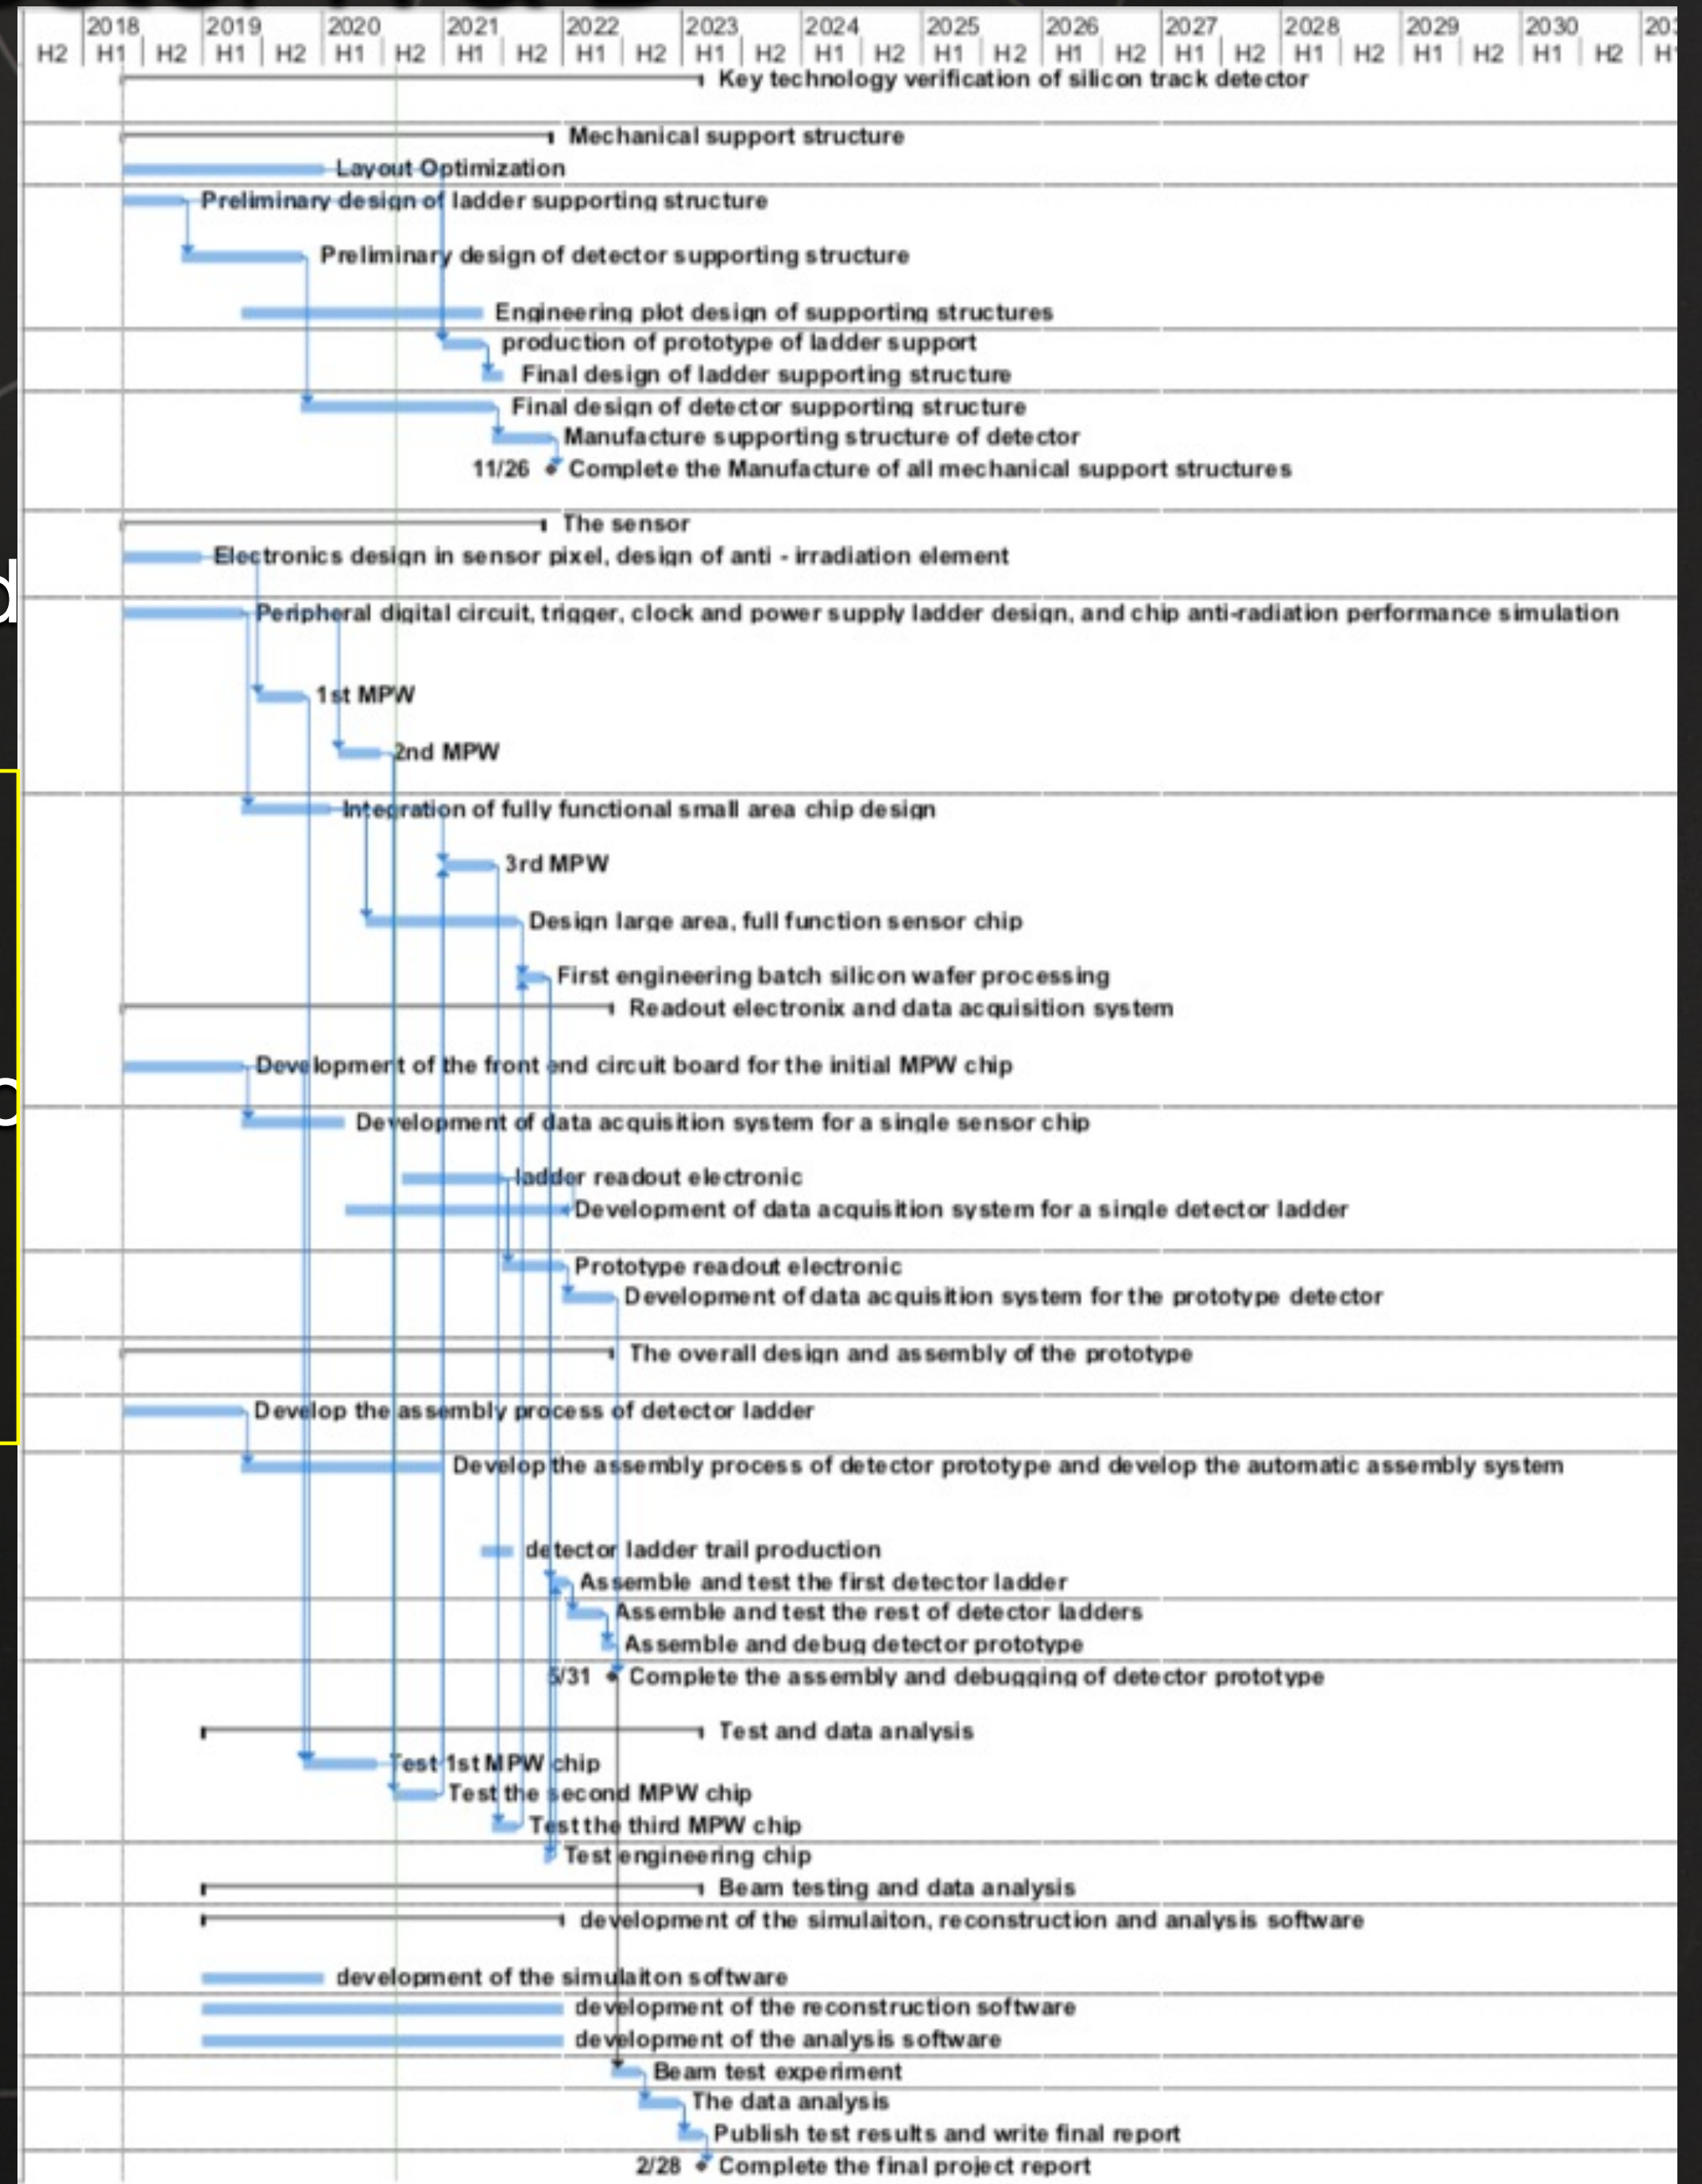 2018 2019 2020 2021 2022 2023 2024 2025 2026 2027 2028 2029 2030
H2 H1 H2 H1 H2 H1 H2 H1 H2 H1 H2 H1 H2 H1 H2 H1 H2 H1 H2 H1 H2 H1 H2 H1 H2 H1 H2 H1
Key technology verification of silicon track detector
Mechanical support structure
Layout Optimization
Preliminary design of ladder supporting structure
Preliminary design of detector supporting structure
Engineering plot design of supporting structures
production of prototype of ladder support
Final design of ladder supporting structure
Final design of detector supporting structure
Manufacture supporting structure of detector
11/26 Complete the Manufacture of all mechanical support structures
The sensor
Electronics design in sensor pixel, design of anti - irradiation element
Peripheral digital circuit, trigger, clock and power supply ladder design, and chip anti-radiation performance simulation
1st MPW
2nd MPW
Integration of fully functional small area chip design
3rd MPW
Design large area, full function sensor chip
First engineering batch silicon wafer processing
Readout electronix and data acquisition system
Development of the front end circuit board for the initial MPW chip
Development of data acquisition system for a single sensor chip
ladder readout electronic
Development of data acquisition system for a single detector ladder
Prototype readout electronic
Development of data acquisition system for the prototype detector
The overall design and assembly of the prototype
Develop the assembly process of detector ladder
Develop the assembly process of detector prototype and develop the automatic assembly system
detector ladder trail production
Assemble and test the first detector ladder
Assemble and test the rest of detector ladders
Assemble and debug detector prototype
5/31 Complete the assembly and debugging of detector prototype
Test and data analysis
Test 1st MPW chip
Test the second MPW chip
Test the third MPW chip
Test engineering chip
Beam testing and data analysis
development of the simulaiton, reconstruction and analysis software
development of the simulaiton software
development of the reconstruction software
development of the analysis software
Beam test experiment
The data analysis
Publish test results and write final report
2/28 Complete the final project report